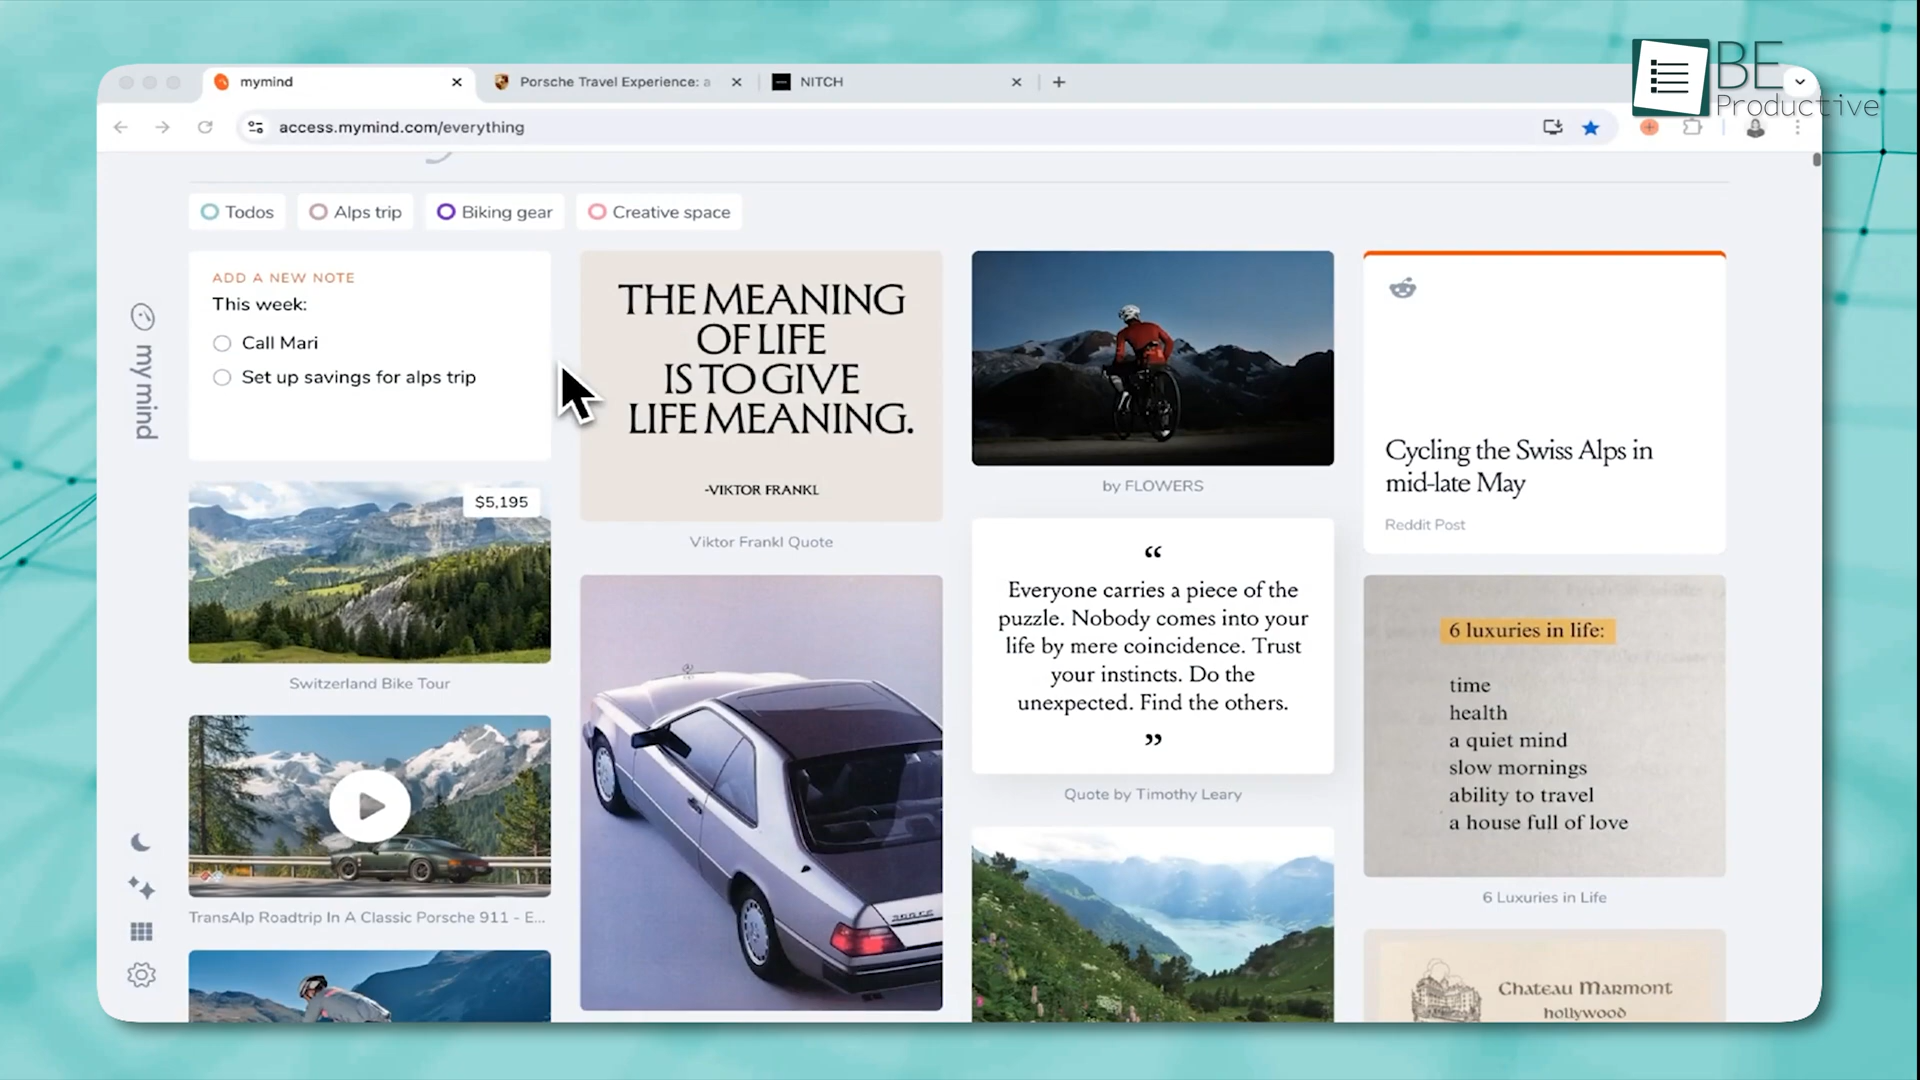 BE
Productive
mymind
Porsche Travel Experience: a
NITCH
access.mymind.com/everything
Todos
Alps trip
Biking gear
Creative space
my mind
ADD A NEW NOTE
This week:
Call Mari
Set up savings for alps trip
$5,195
Switzerland Bike Tour
TransAlp Roadtrip In A Classic Porsche 911 - E...
THE MEANING
OF LIFE
IS TO GIVE
LIFE MEANING.
-VIKTOR FRANKL
Viktor Frankl Quote
300 CE
by FLOWERS
“
Everyone carries a piece of the
puzzle. Nobody comes into your
life by mere coincidence. Trust
your instincts. Do the
unexpected. Find the others.
”
Quote by Timothy Leary
Cycling the Swiss Alps in
mid-late May
Reddit Post
6 luxuries in life:
time
health
a quiet mind
slow mornings
ability to travel
a house full of love
6 Luxuries in Life
Chateau Marmont
hollywood